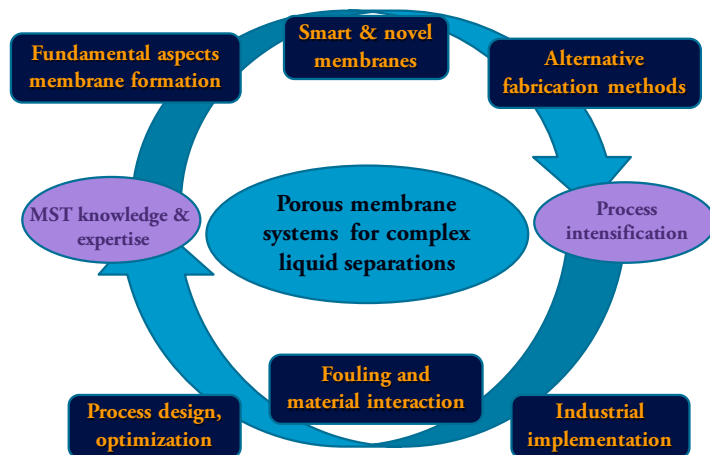 Smart & novel
membranes
Fundamental aspects
membrane formation
Alternative
fabrication methods
MST knowledge &
expertise
Porous membrane
systems for complex
liquid separations
Process
intensification
Fouling and
material interaction
Process design,
optimization
Industrial
implementation